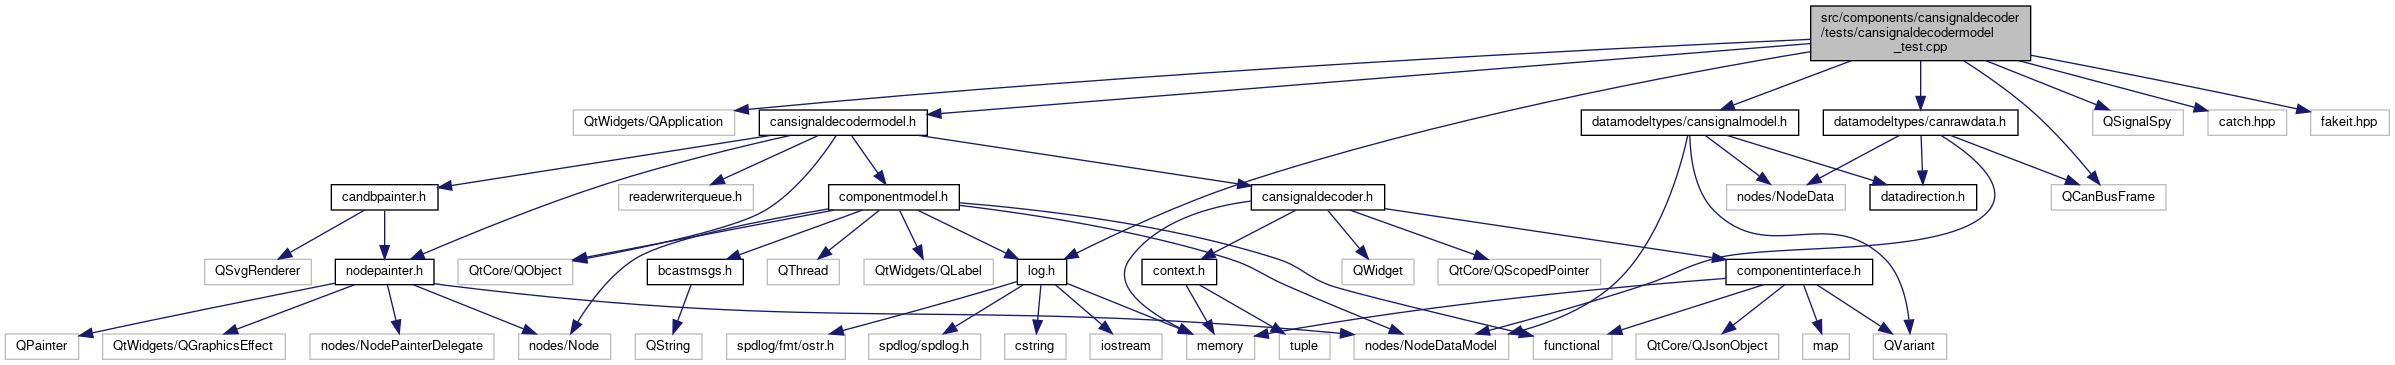 src/components/cansignaldecoder
/tests/cansignaldecodermodel
_test.cpp
QtWidgets/QApplication
cansignaldecodermodel.h
datamodeltypes/cansignalmodel.h
datamodeltypes/canrawdata.h
QSignalSpy
catch.hpp
fakeit.hpp
candbpainter.h
readerwriterqueue.h
componentmodel.h
cansignaldecoder.h
nodes/NodeData
datadirection.h
QCanBusFrame
QSvgRenderer
nodepainter.h
QtCore/QObject
bcastmsgs.h
QThread
QtWidgets/QLabel
log.h
context.h
QWidget
QtCore/QScopedPointer
componentinterface.h
QPainter
QtWidgets/QGraphicsEffect
nodes/NodePainterDelegate
nodes/Node
QString
spdlog/fmt/ostr.h
spdlog/spdlog.h
cstring
iostream
memory
tuple
nodes/NodeDataModel
functional
QtCore/QJsonObject
map
QVariant